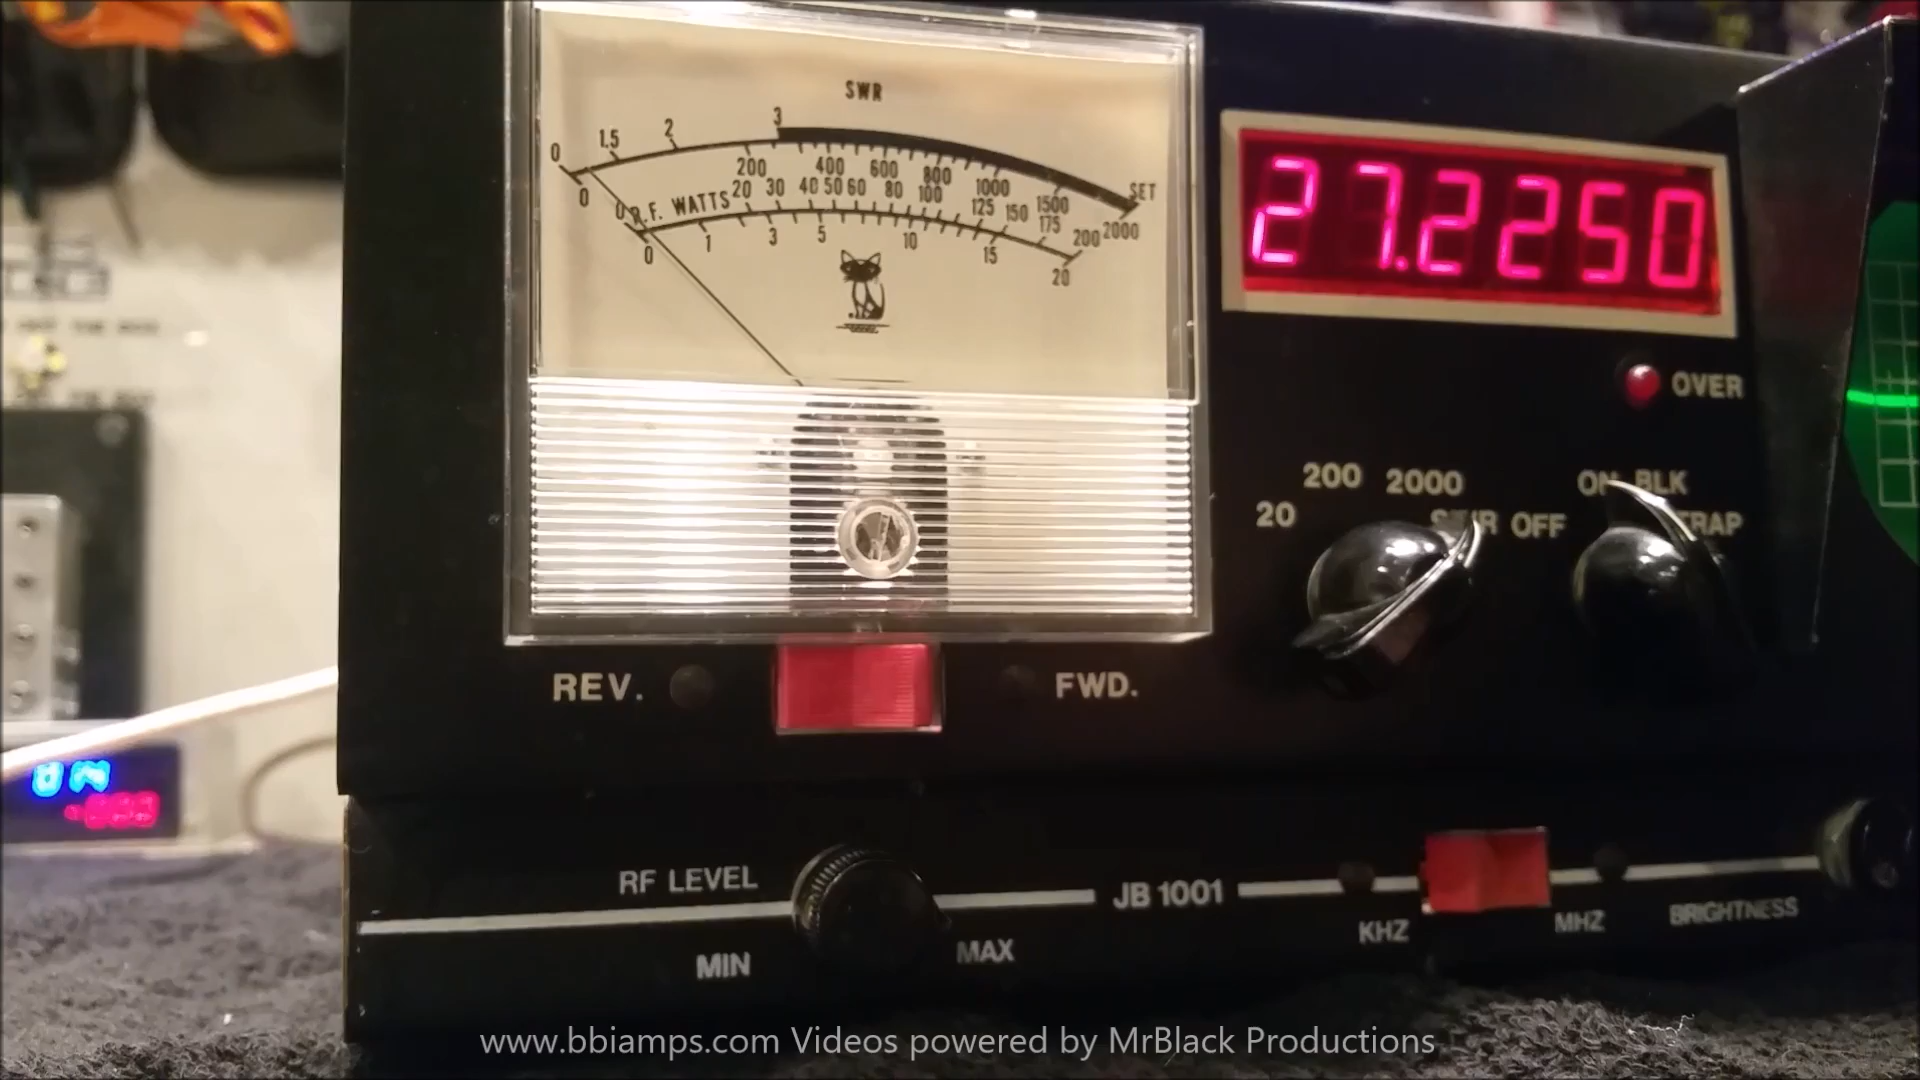 SWR
0 1.5 2 3 SET
0 200 400 600 800 1000 1500 2000
0 R.F. WATTS 20 30 40 50 60 80 100 125 150 175 200
0 1 3 5 10 15 20
27.2250
OVER
20 200 2000 OFF
ON BLK
REV. FWD.
RF LEVEL
MIN MAX
JB 1001
KHZ MHZ
BRIGHTNESS
www.bbiamps.com Videos powered by MrBlack Productions